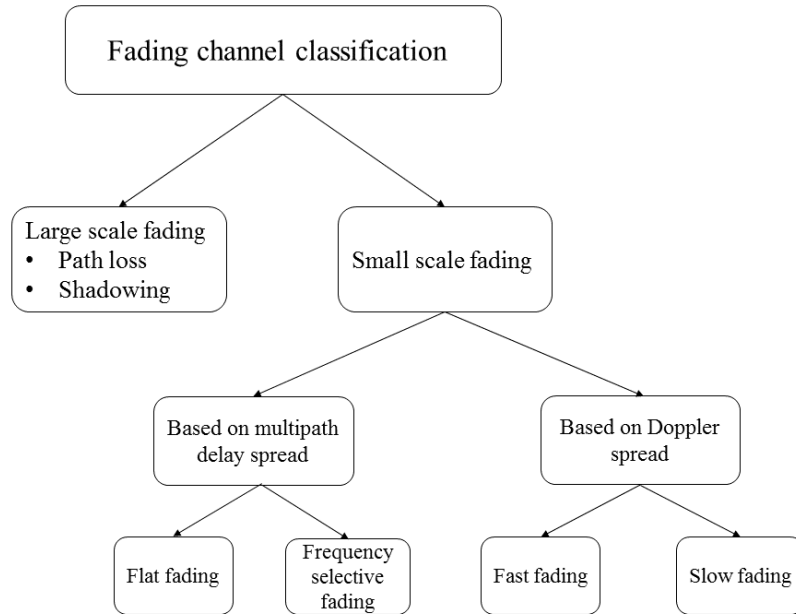 Fading channel classification
Large scale fading
• Path loss
• Shadowing
Small scale fading
Based on multipath
delay spread
Based on Doppler
spread
Flat fading
Frequency
selective
fading
Fast fading
Slow fading